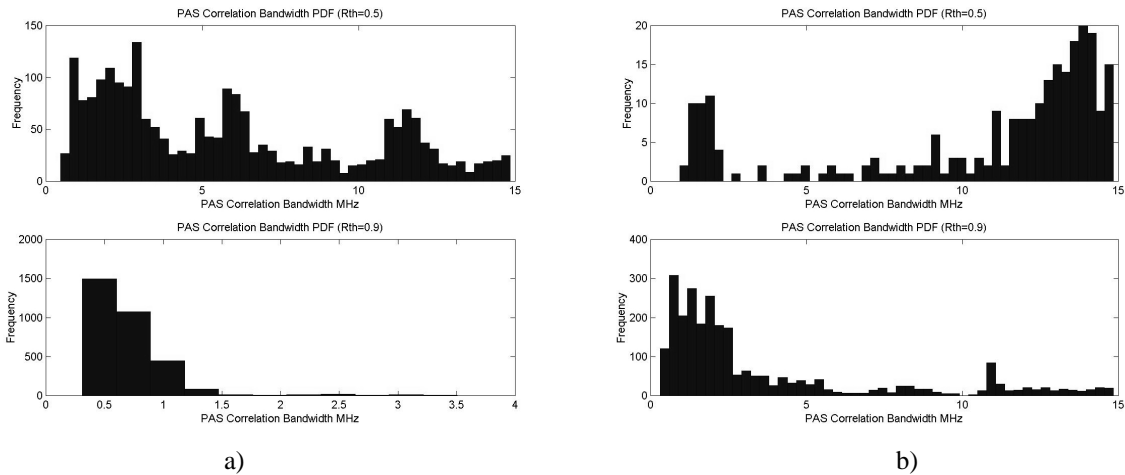 PAS Correlation Bandwidth PDF (Rth=0.5)
150
100
50
0
Frequency
0 5 10 15
PAS Correlation Bandwidth MHz
PAS Correlation Bandwidth PDF (Rth=0.9)
2000
1500
1000
500
0
Frequency
0 0.5 1 1.5 2 2.5 3 3.5 4
PAS Correlation Bandwidth MHz
a)
PAS Correlation Bandwidth PDF (Rth=0.5)
20
15
10
5
0
Frequency
0 5 10 15
PAS Correlation Bandwidth MHz
PAS Correlation Bandwidth PDF (Rth=0.9)
400
300
200
100
0
Frequency
0 5 10 15
PAS Correlation Bandwidth MHz
b)